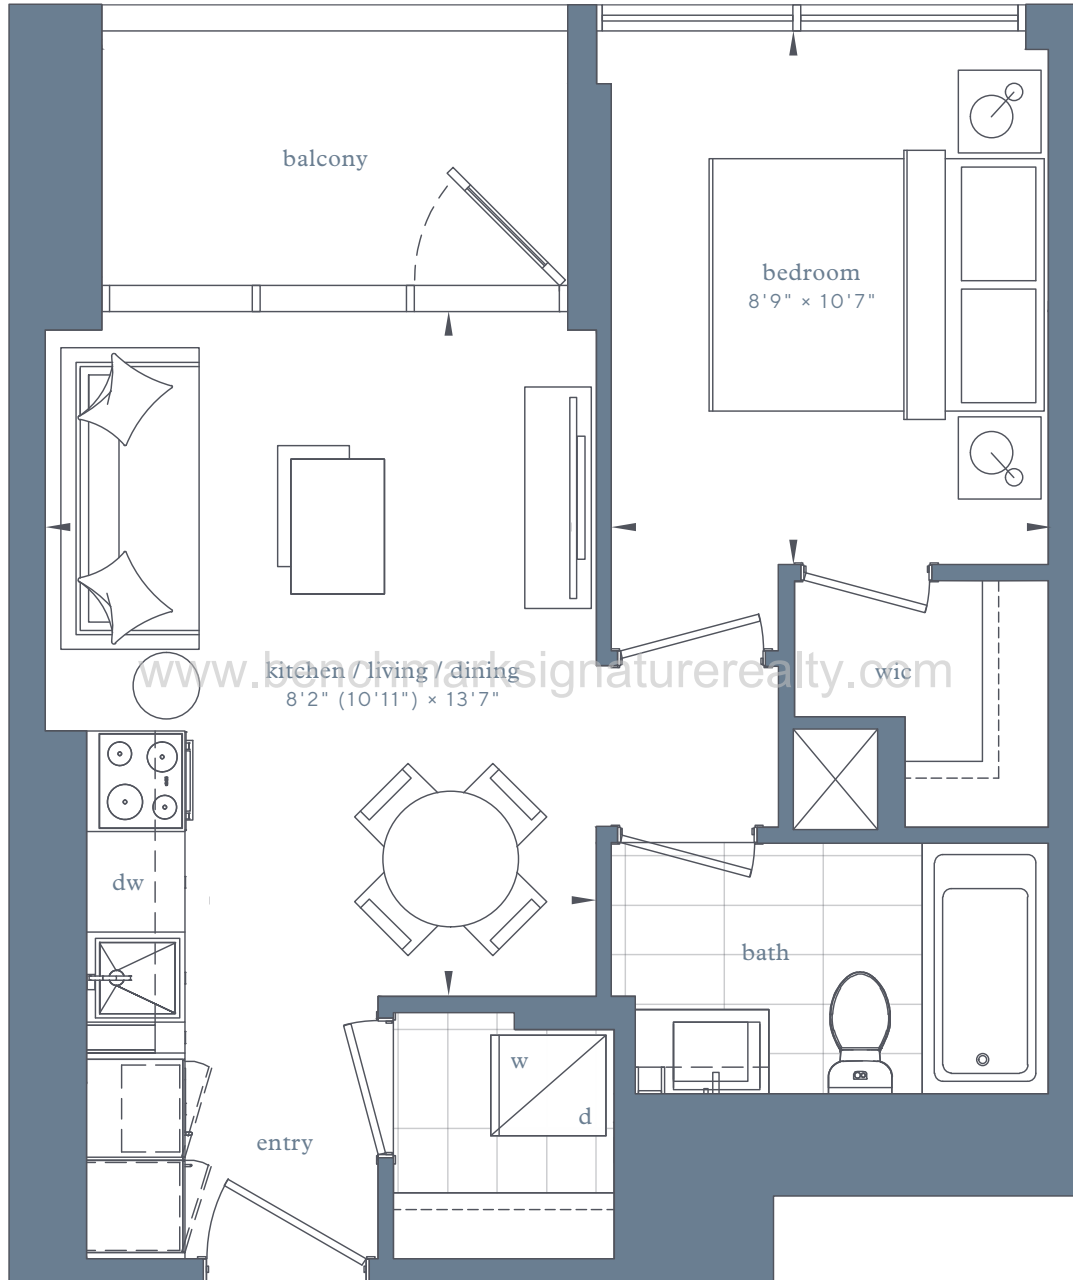 balcony
bedroom
8'9" × 10'7"
www.benchmarksignaturerealty.com
kitchen / living / dining
8'2" (10'11") × 13'7"
wic
dw
bath
w
d
entry